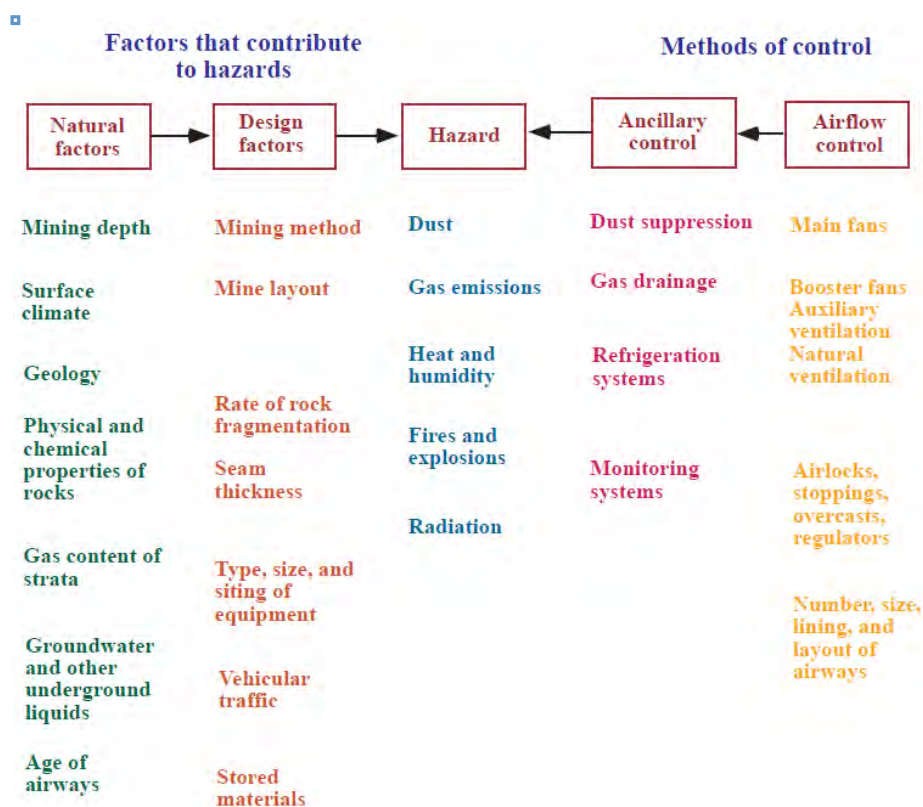 Factors that contribute
to hazards
Methods of control
Natural
factors
Design
factors
Hazard
Ancillary
control
Airflow
control
Mining depth
Surface
climate
Geology
Physical and
chemical
properties of
rocks
Gas content of
strata
Groundwater
and other
underground
liquids
Age of
airways
Mining method
Mine layout
Rate of rock
fragmentation
Seam
thickness
Type, size, and
siting of
equipment
Vehicular
traffic
Stored
materials
Dust
Gas emissions
Heat and
humidity
Fires and
explosions
Radiation
Dust suppression
Gas drainage
Refrigeration
systems
Monitoring
systems
Main fans
Booster fans
Auxiliary
ventilation
Natural
ventilation
Airlocks,
stoppings,
overcasts,
regulators
Number, size,
lining, and
layout of
airways